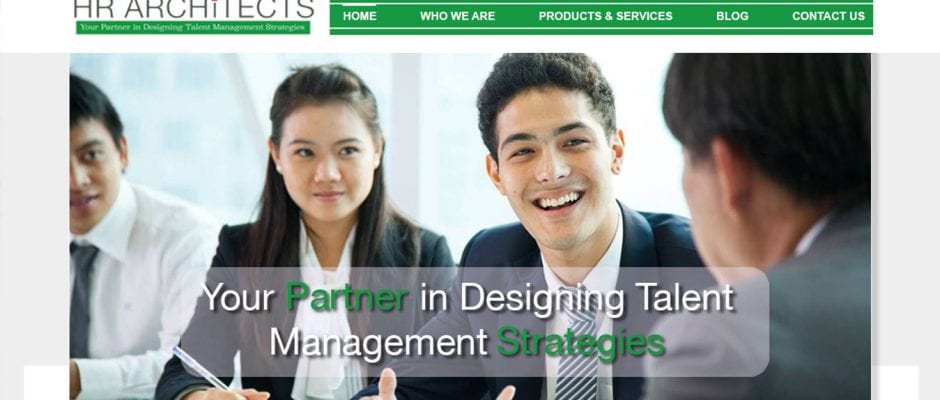 HR ARCHiTECTS
Your Partner in Designing Talent Management Strategies
HOME WHO WE ARE PRODUCTS & SERVICES BLOG CONTACT US
Your Partner in Designing Talent
Management Strategies